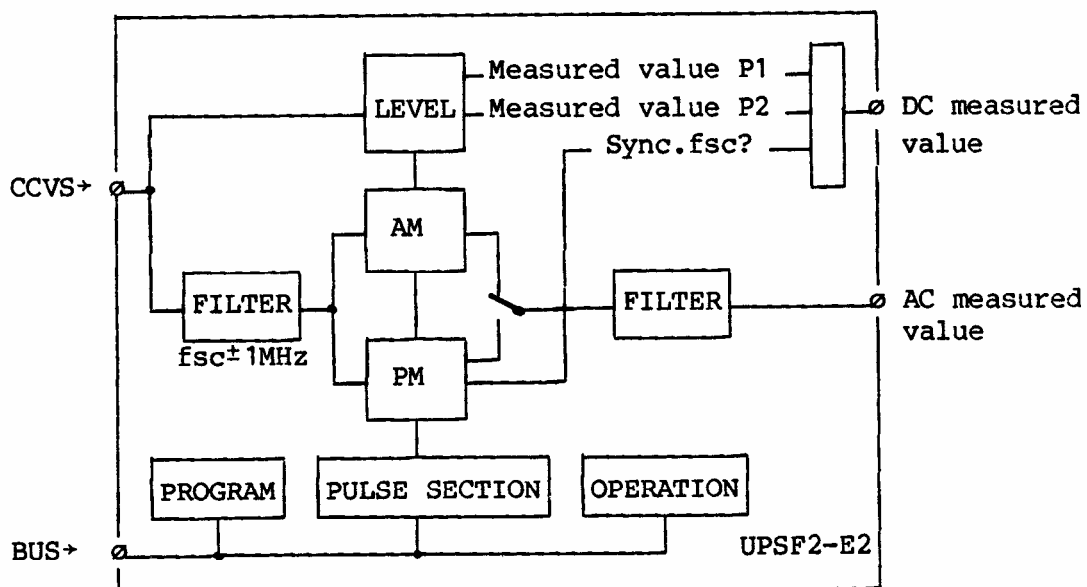 Measured value P1
LEVEL
Measured value P2
DC measured
value
Sync.fsc?
CCVS→
AM
FILTER
fsc±1MHz
FILTER
AC measured
value
PM
PROGRAM
PULSE SECTION
OPERATION
BUS→
UPSF2-E2